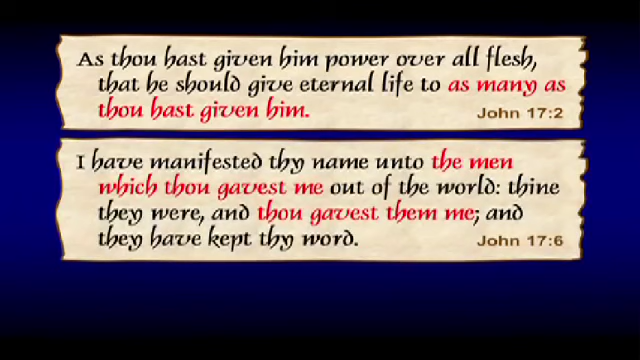 As thou hast given him power over all flesh,
that he should give eternal life to as many as
thou hast given him. John 17:2
I have manifested thy name unto the men
which thou gavest me out of the world: thine
they were, and thou gavest them me; and
they have kept thy word. John 17:6